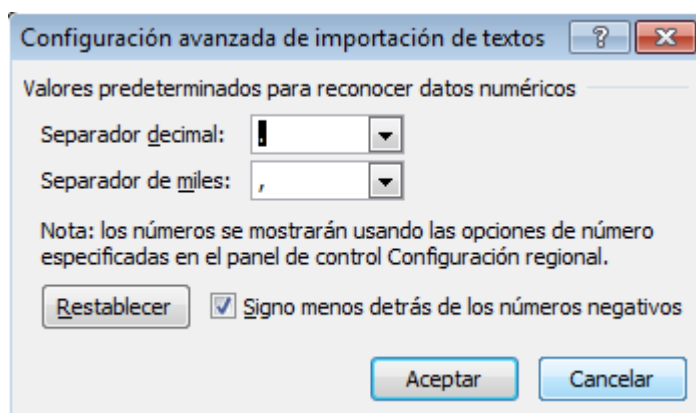 Configuración avanzada de importación de textos
Valores predeterminados para reconocer datos numéricos
Separador decimal: .
Separador de miles: ,
Nota: los números se mostrarán usando las opciones de número
especificadas en el panel de control Configuración regional.
Restablecer Signo menos detrás de los números negativos
Aceptar Cancelar